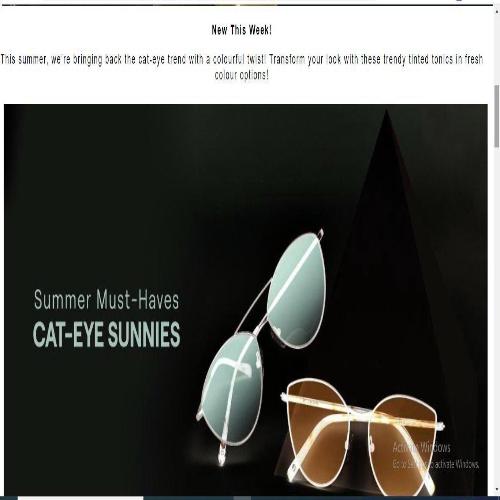 New This Week!
This summer, we're bringing back the cat-eye trend with a colourful twist! Transform your look with these trendy tinted tonics in fresh
colour options!
Summer Must-Haves
CAT-EYE SUNNIES
Activate Windows
Go to Settings to activate Windows.